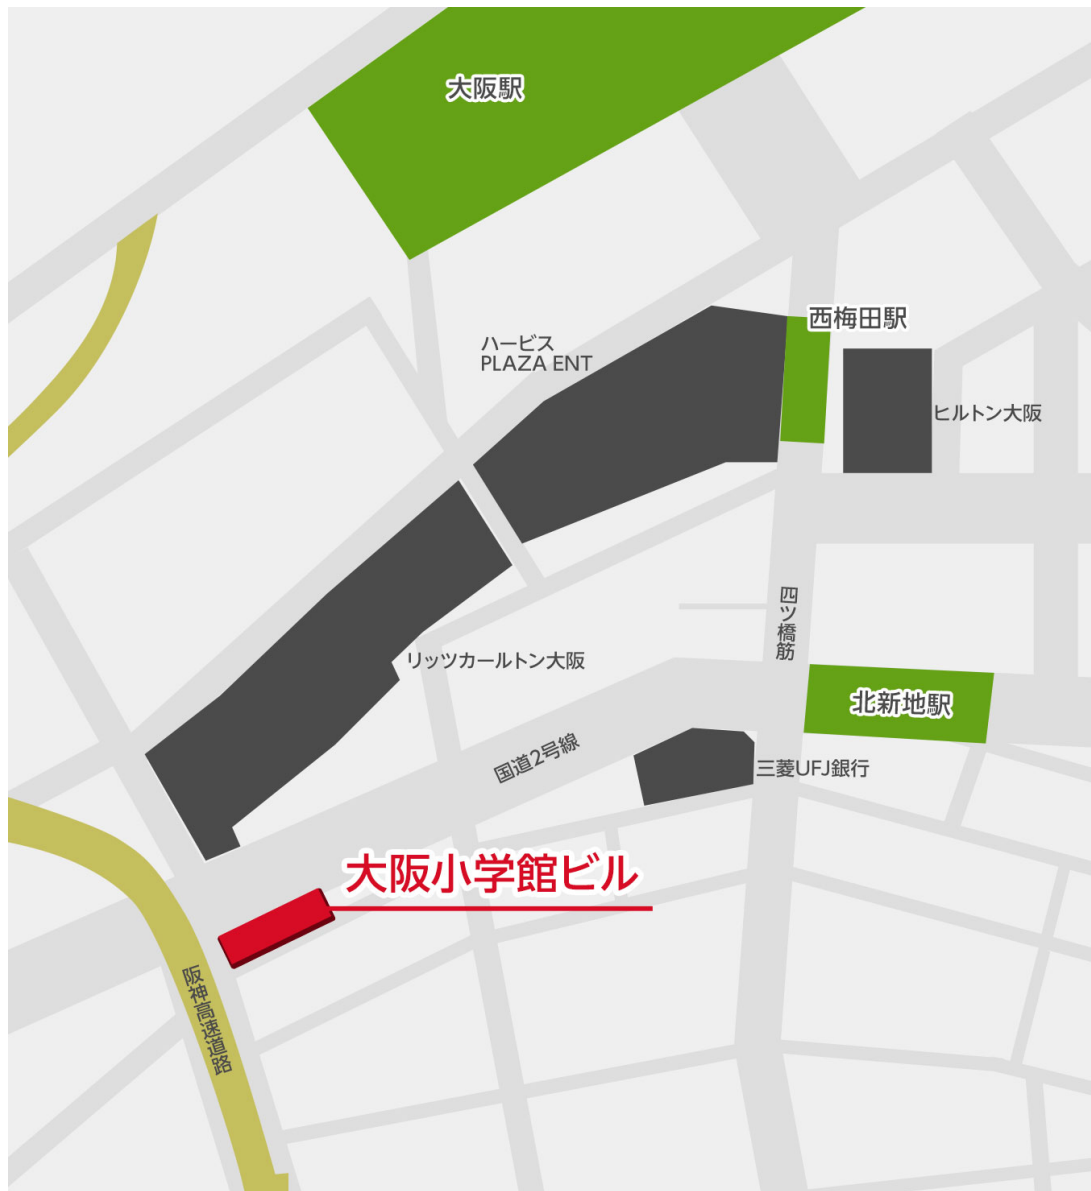 大阪駅
西梅田駅
ハービス
PLAZA ENT
ヒルトン大阪
四ツ橋筋
リッツカールトン大阪
北新地駅
国道2号線
三菱UFJ銀行
大阪小学館ビル
阪神高速道路